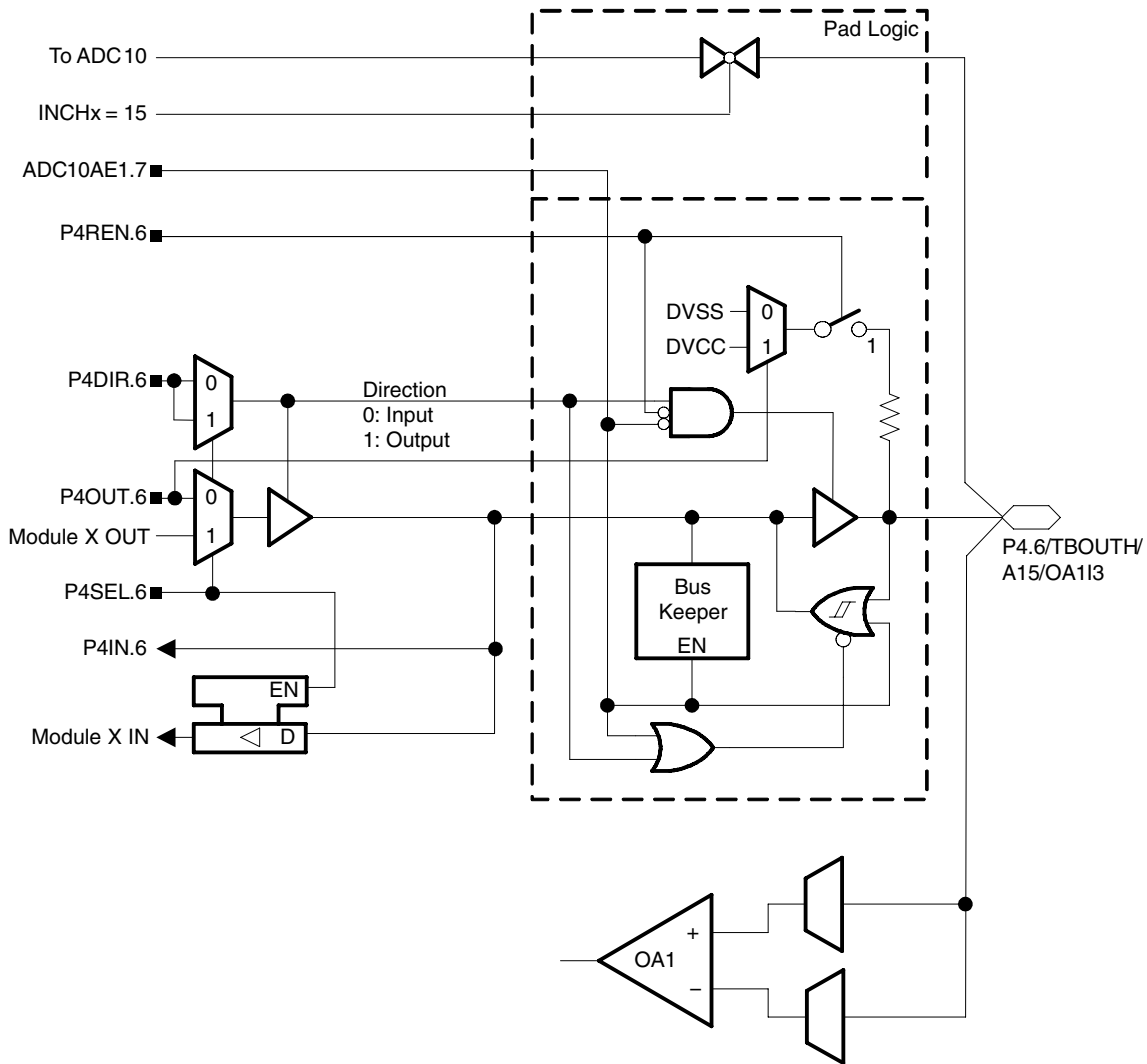 Pad Logic
To ADC10
INCHx = 15
ADC10AE1.7
P4REN.6
DVSS
0
DVCC
1
1
P4DIR.6
0
1
Direction
0: Input
1: Output
P4OUT.6
0
Module X OUT
1
P4SEL.6
P4IN.6
EN
Module X IN
D
Bus
Keeper
EN
P4.6/TBOUTH/
A15/OA1I3
+
OA1
−